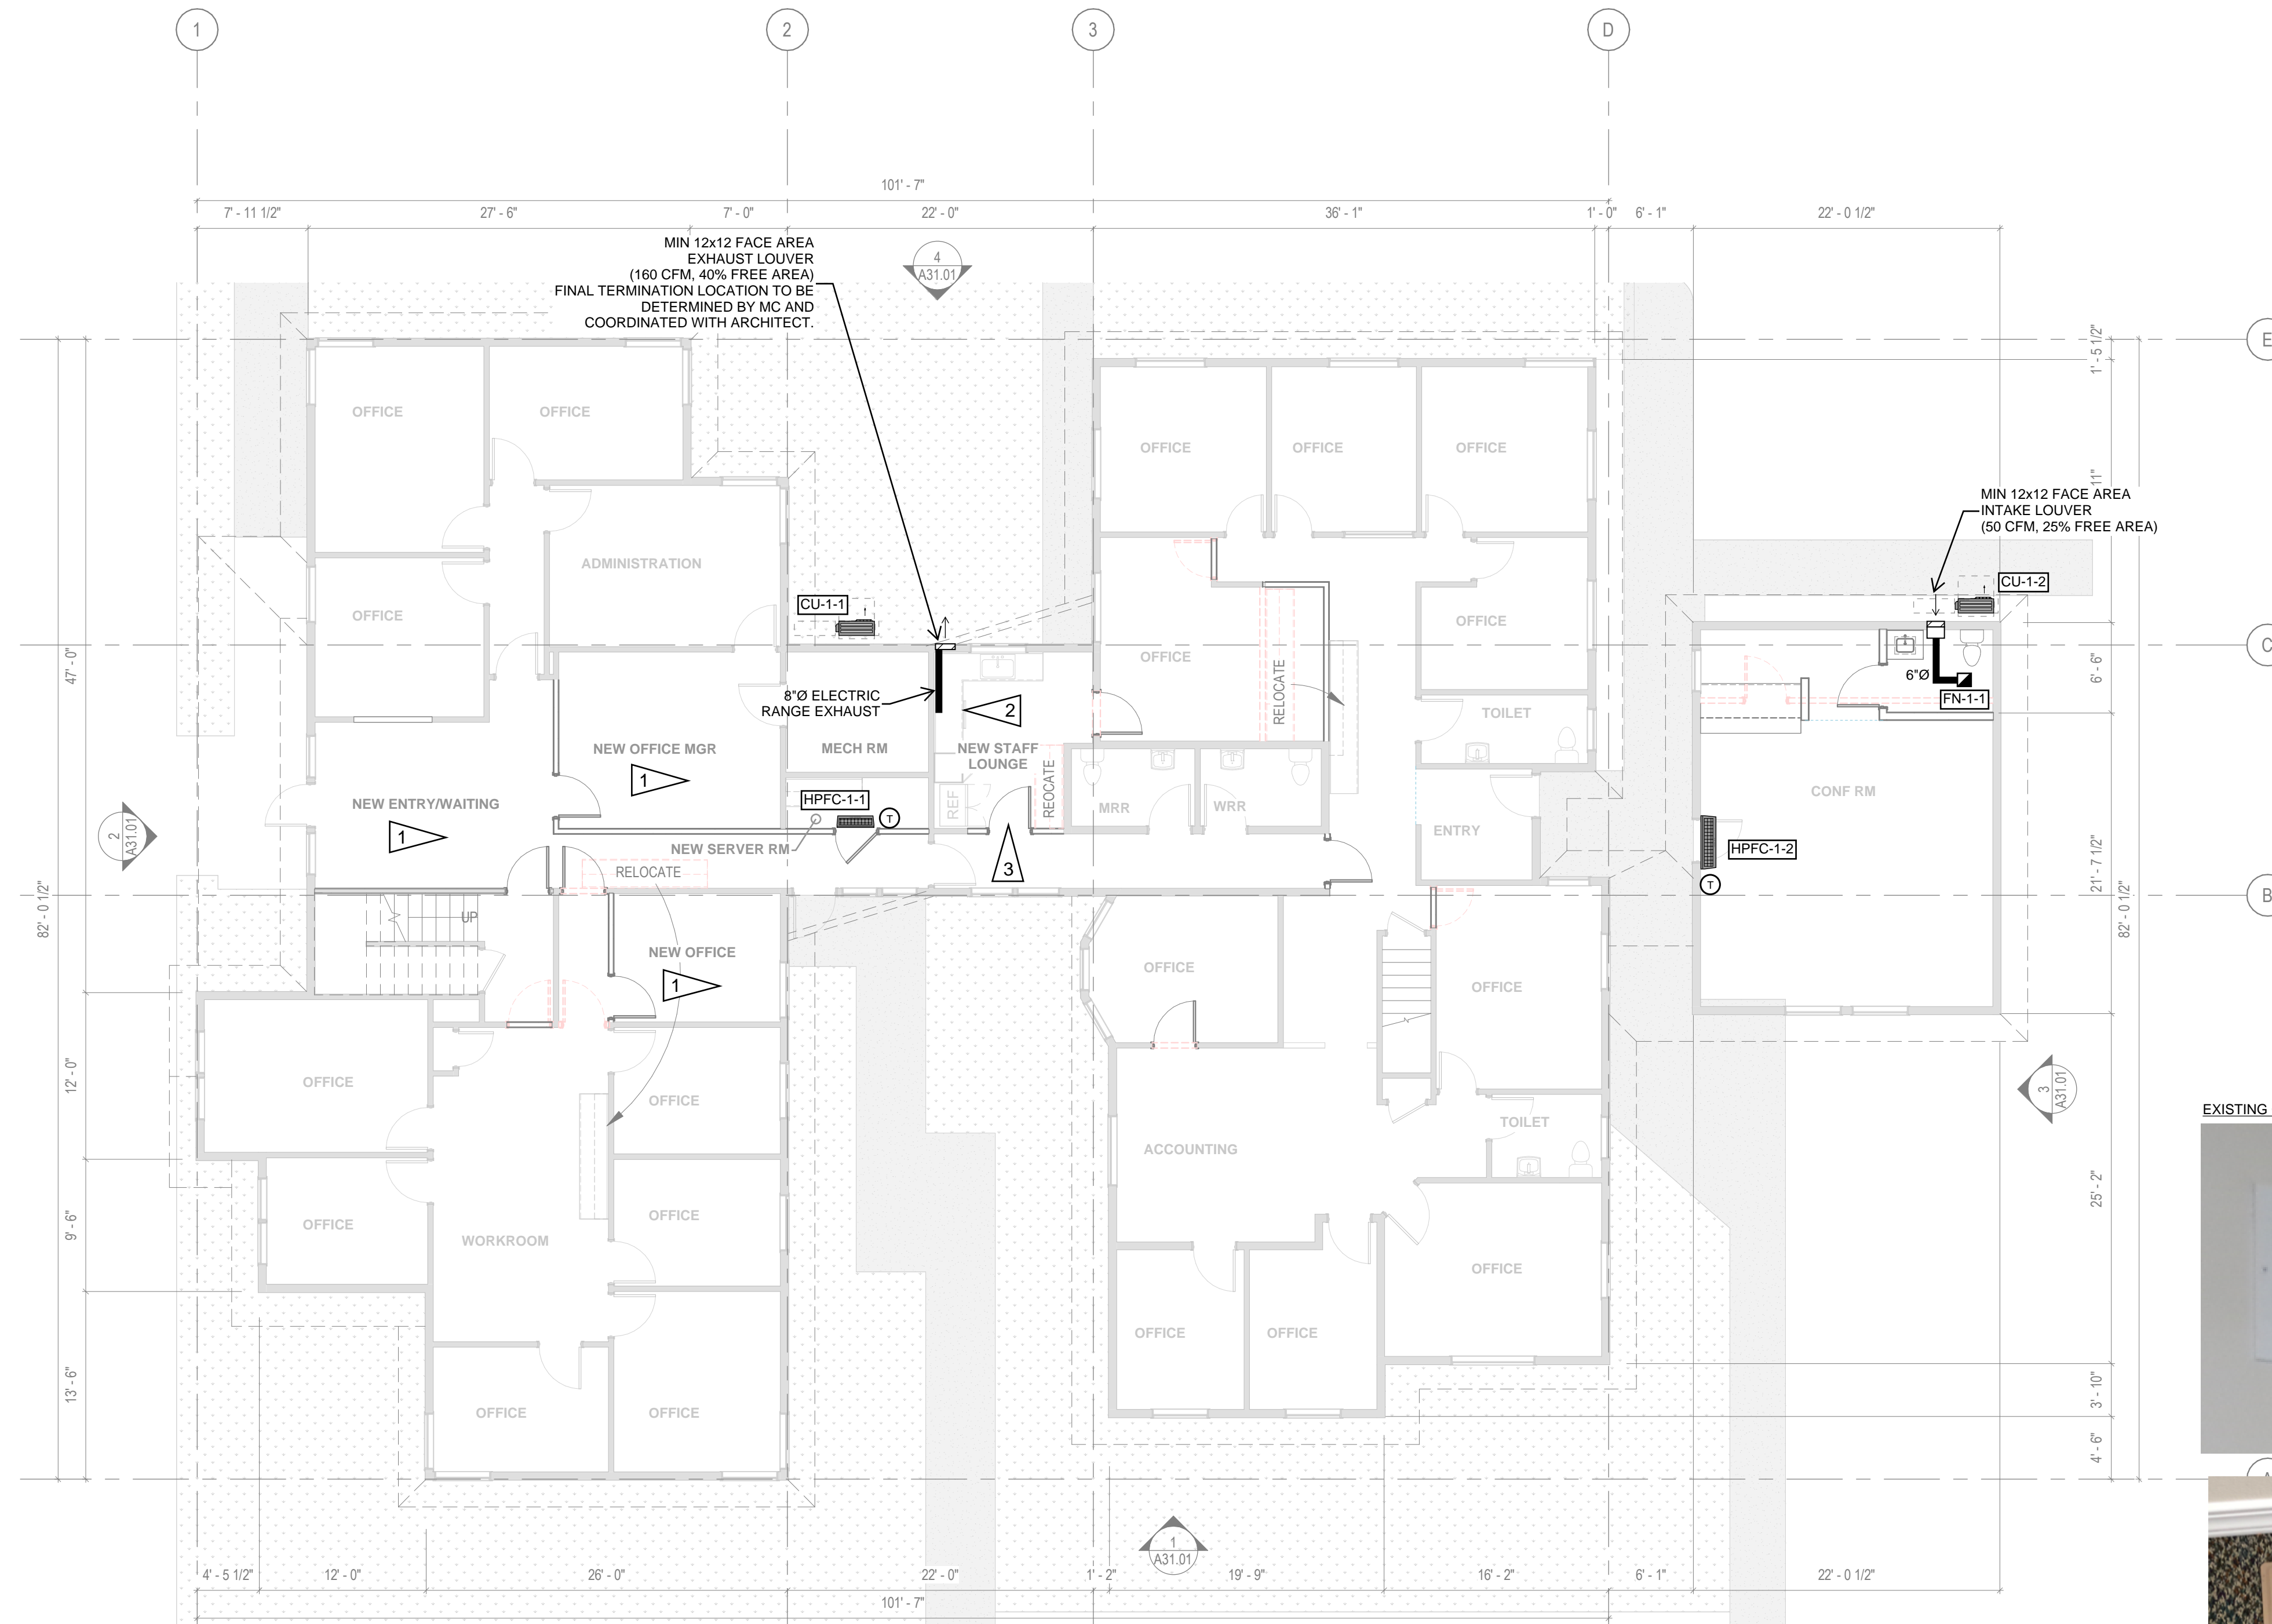 1
2
3
D
101' - 7"
7' - 11 1/2"
27' - 6"
7' - 0"
22' - 0"
36' - 1"
1' - 0"
6' - 1"
22' - 0 1/2"
MIN 12x12 FACE AREA
EXHAUST LOUVER
(160 CFM, 40% FREE AREA)
FINAL TERMINATION LOCATION TO BE
DETERMINED BY MC AND
COORDINATED WITH ARCHITECT.
4
A31.01
E
1' - 5 1/2"
OFFICE
OFFICE
OFFICE
OFFICE
OFFICE
11"
MIN 12x12 FACE AREA
INTAKE LOUVER
(50 CFM, 25% FREE AREA)
ADMINISTRATION
OFFICE
CU-1-1
CU-1-2
OFFICE
OFFICE
RELOCATE
C
47' - 0"
6' - 6"
8"Ø ELECTRIC
RANGE EXHAUST
2
6"Ø
FN-1-1
TOILET
NEW OFFICE MGR
1
MECH RM
NEW STAFF
LOUNGE
REOCATE
REF
MRR
WRR
CONF RM
HPFC-1-1
T
NEW ENTRY/WAITING
1
2
A31.01
ENTRY
NEW SERVER RM
3
HPFC-1-2
T
21' - 7 1/2"
RELOCATE
82' - 0 1/2"
82' - 0 1/2"
B
UP
NEW OFFICE
1
OFFICE
OFFICE
12' - 0"
OFFICE
OFFICE
3
A31.01
EXISTING
ACCOUNTING
TOILET
25' - 2"
9' - 6"
OFFICE
WORKROOM
OFFICE
OFFICE
13' - 6"
OFFICE
OFFICE
OFFICE
OFFICE
3' - 10"
4' - 6"
1
A31.01
4' - 5 1/2"
12' - 0"
26' - 0"
22' - 0"
1' - 2"
19' - 9"
16' - 2"
6' - 1"
22' - 0 1/2"
101' - 7"